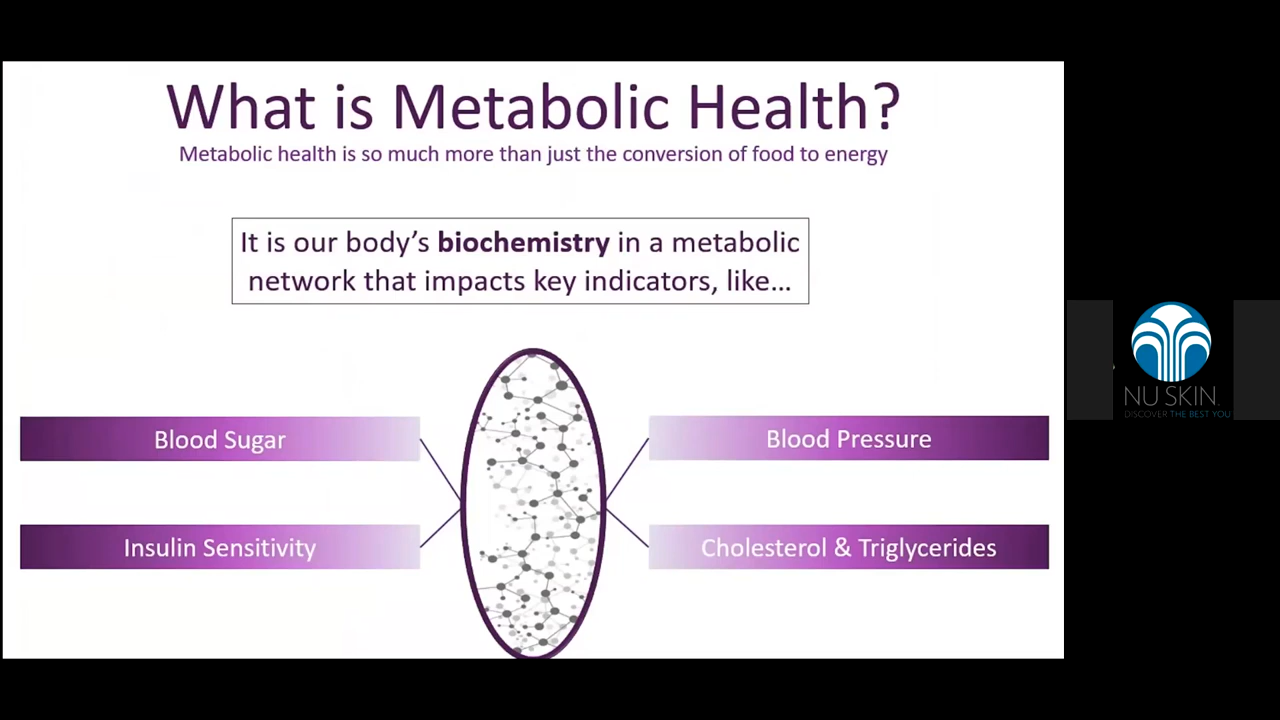 What is Metabolic Health?
Metabolic health is so much more than just the conversion of food to energy
It is our body’s biochemistry in a metabolic
network that impacts key indicators, like…
Blood Sugar
Blood Pressure
Insulin Sensitivity
Cholesterol & Triglycerides
NU SKIN
DISCOVER THE BEST YOU